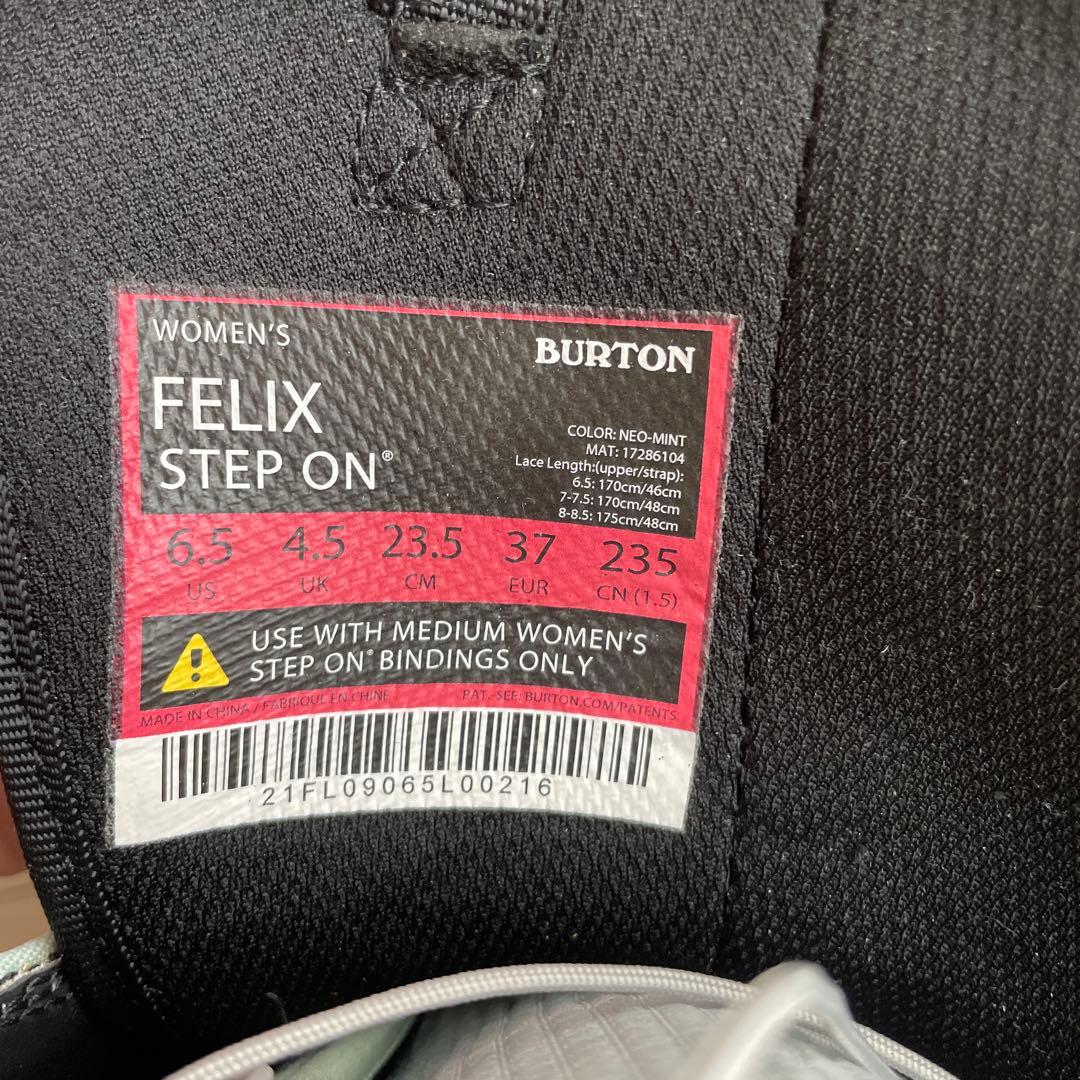 WOMEN'S
BURTON
FELIX
STEP ON®
COLOR: NEO-MINT
MAT: 17286104
Lace Length:(upper/strap):
6.5: 170cm/46cm
7-7.5: 170cm/48cm
8-8.5: 175cm/48cm
6.5 4.5 23.5 37 235
US UK CM EUR CN (1.5)
USE WITH MEDIUM WOMEN'S
STEP ON® BINDINGS ONLY
MADE IN CHINA / FABRIQUE EN CHINE PAT.-SEE: BURTON.COM/PATENTS
21FL09065L00216